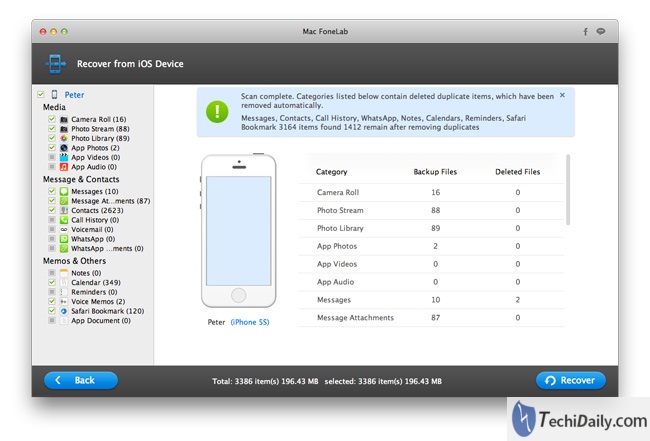 Mac FoneLab
f
Recover from iOS Device
Peter
Media
Camera Roll (16)
Photo Stream (88)
Photo Library (89)
App Photos (2)
App Videos (0)
App Audio (0)
Message & Contacts
Messages (10)
Message At...ments (87)
Contacts (2623)
Call History (0)
Voicemail (0)
WhatsApp (0)
WhatsApp ...ments (0)
Memos & Others
Notes (0)
Calendar (349)
Reminders (0)
Voice Memos (2)
Safari Bookmark (120)
App Document (0)
Scan complete. Categories listed below contain deleted duplicate items, which have been
removed automatically.
Messages, Contacts, Call History, WhatsApp, Notes, Calendars, Reminders, Safari
Bookmark 3164 items found 1412 remain after removing duplicates
Peter (iPhone 5S)
Category Backup Files Deleted Files
Camera Roll 16 0
Photo Stream 88 0
Photo Library 89 0
App Photos 2 0
App Videos 0 0
App Audio 0 0
Messages 10 2
Message Attachments 87 0
Back
Total: 3386 item(s) 196.43 MB selected: 3386 item(s) 196.43 MB
Recover
TechiDaily.com